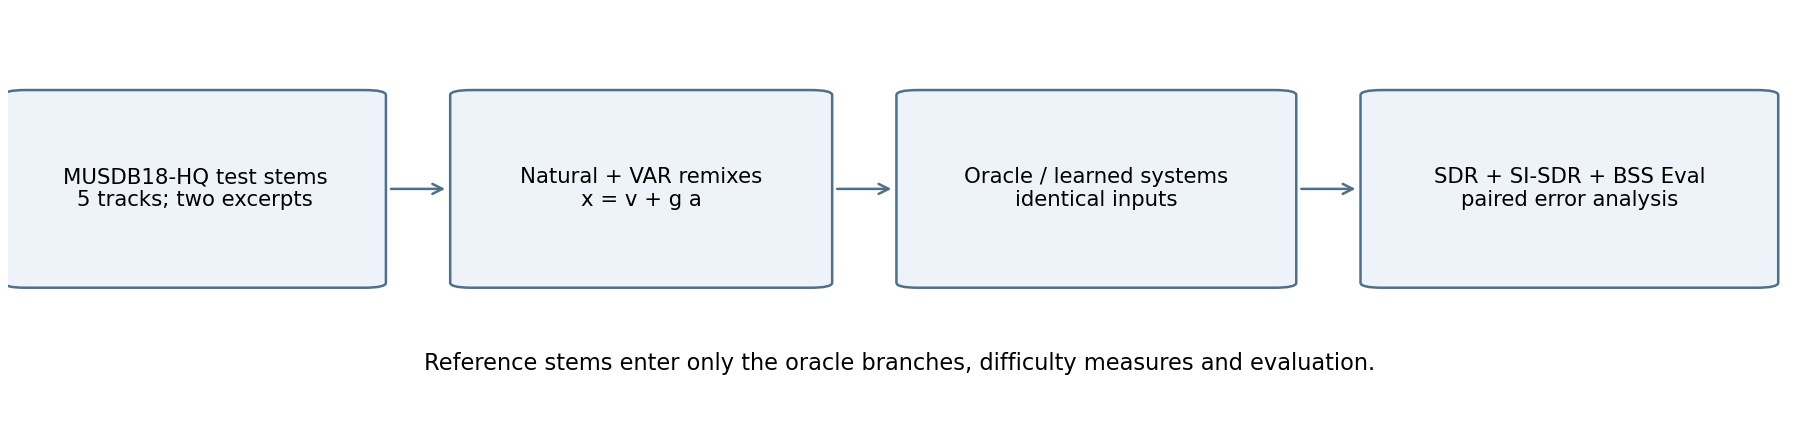 MUSDB18-HQ test stems
5 tracks; two excerpts
Natural + VAR remixes
x = v + g a
Oracle / learned systems
identical inputs
SDR + SI-SDR + BSS Eval
paired error analysis
Reference stems enter only the oracle branches, difficulty measures and evaluation.